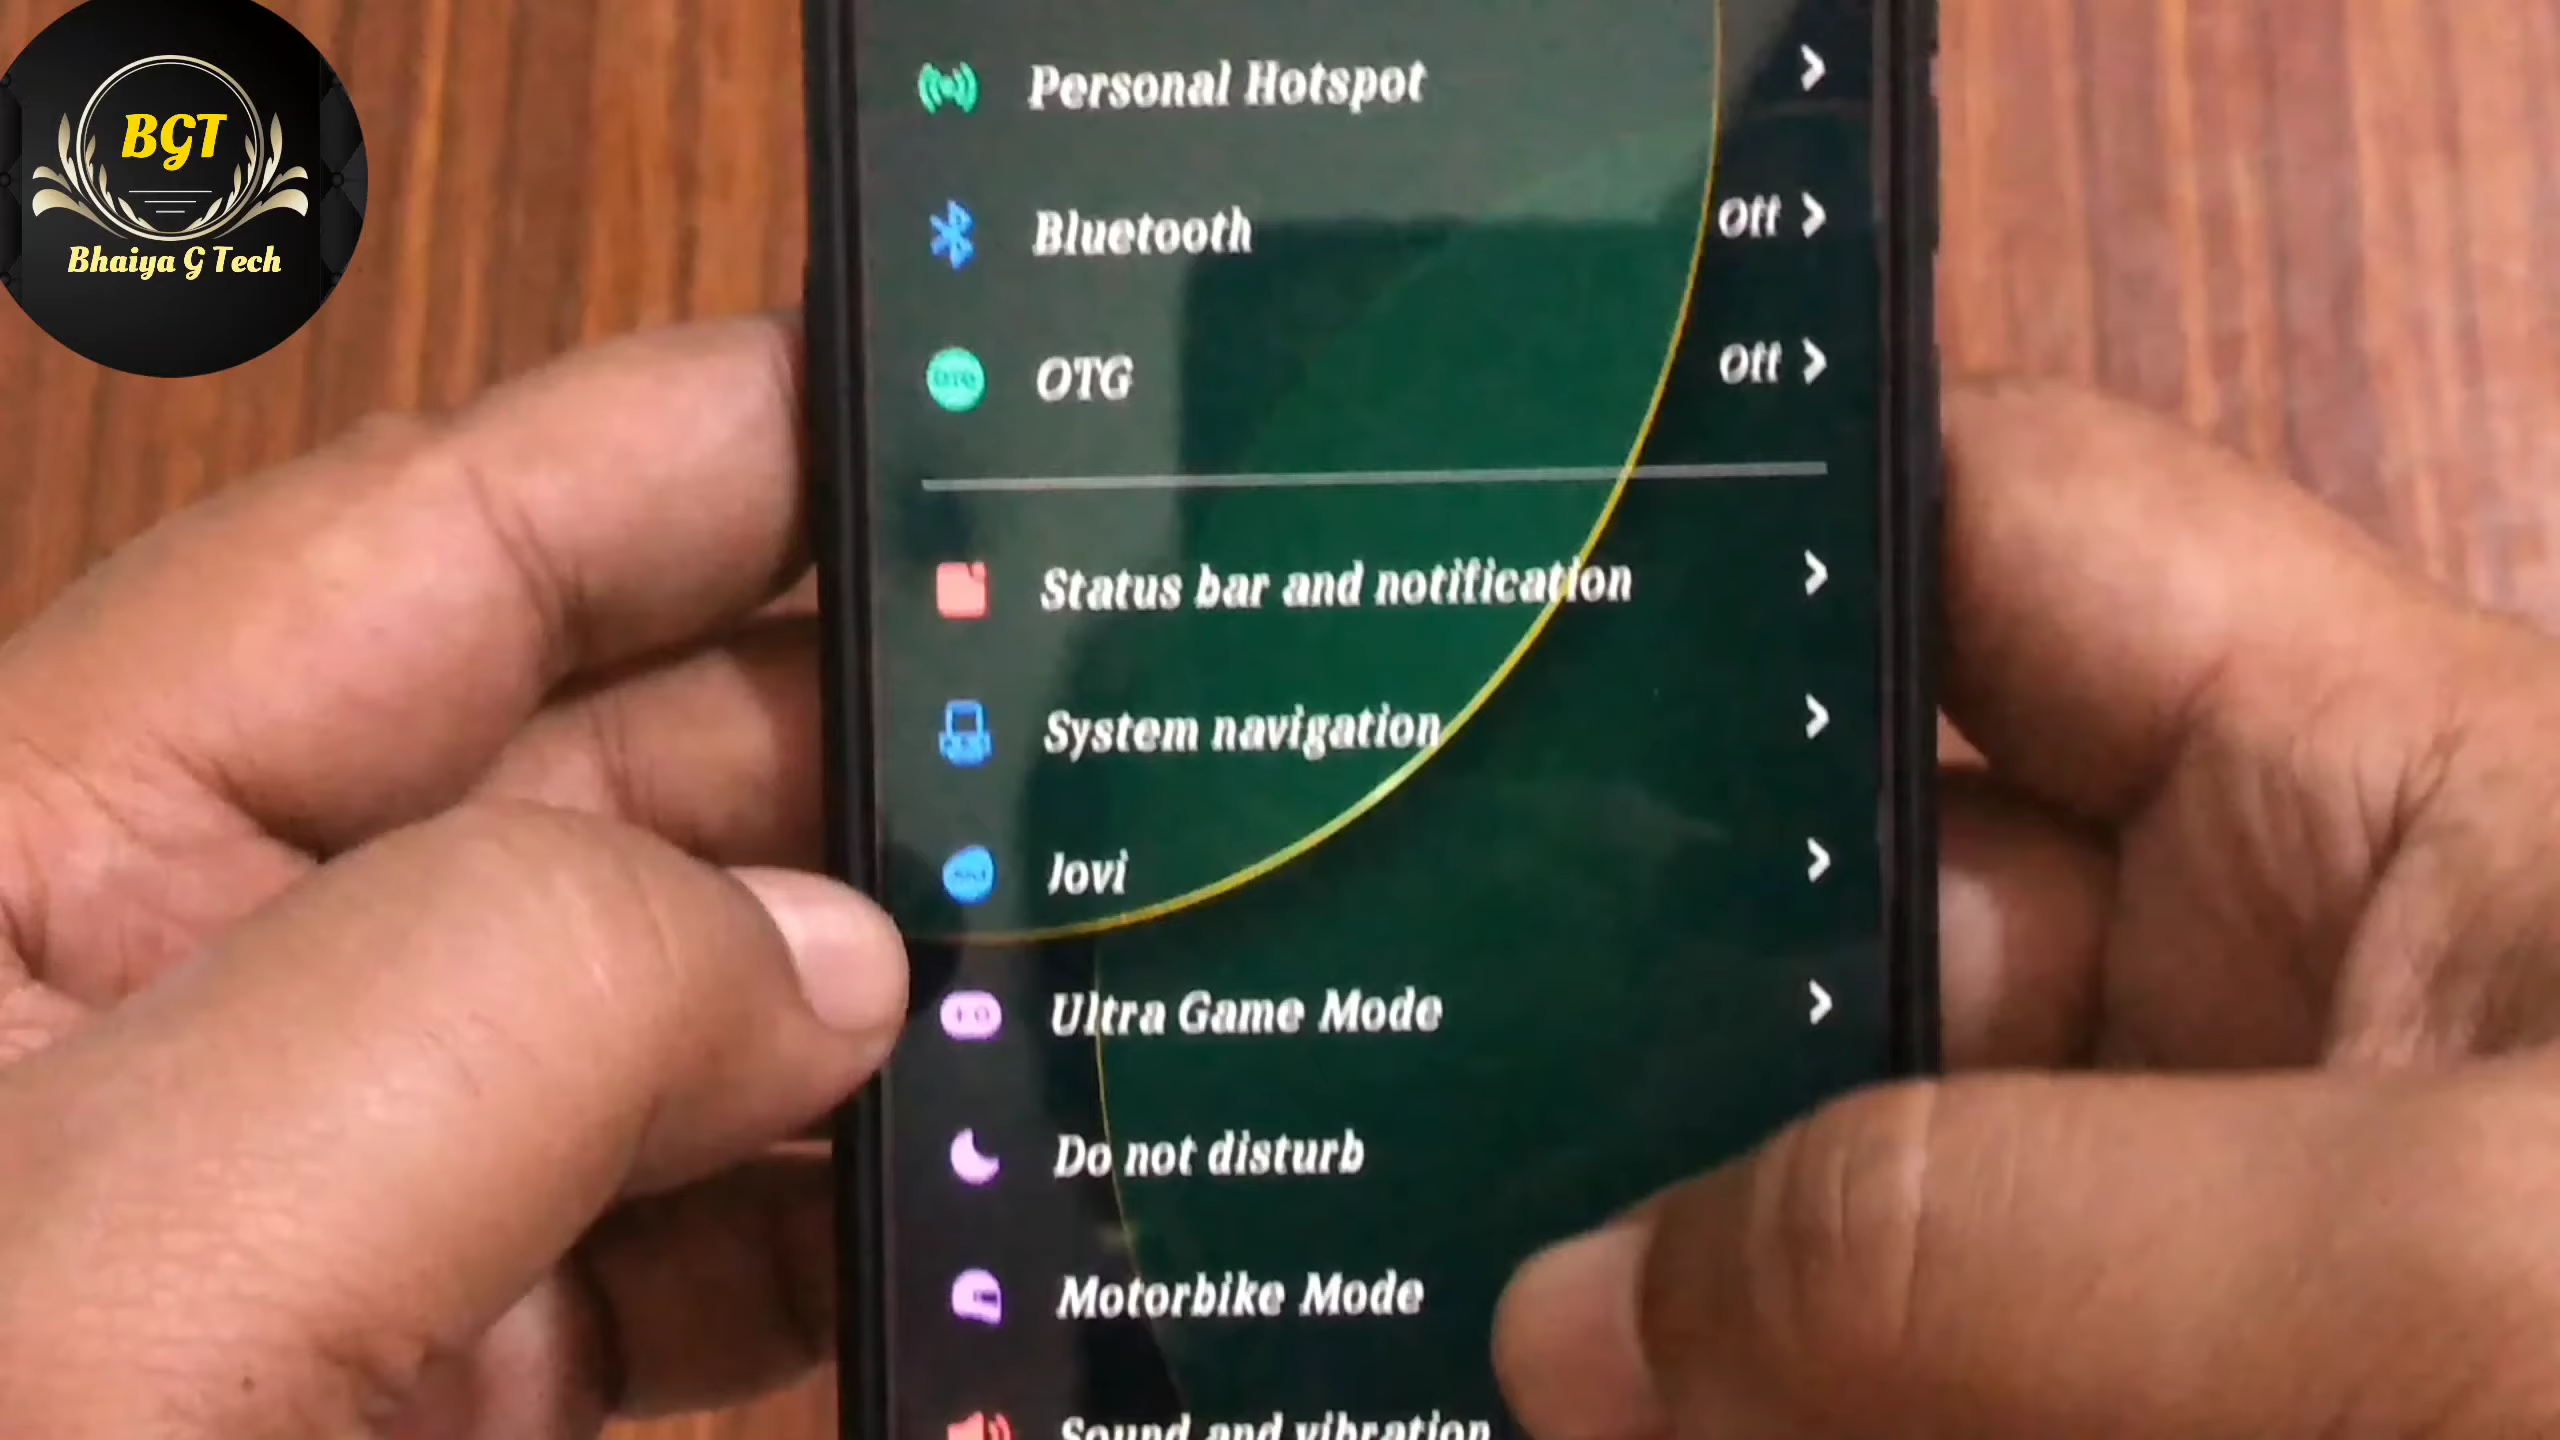 BGT
Bhaiya G Tech
Personal Hotspot
Bluetooth
Off
OTG
OTG
Off
Status bar and notification
System navigation
Jovi
Ultra Game Mode
Do not disturb
Motorbike Mode
Sound and vibration